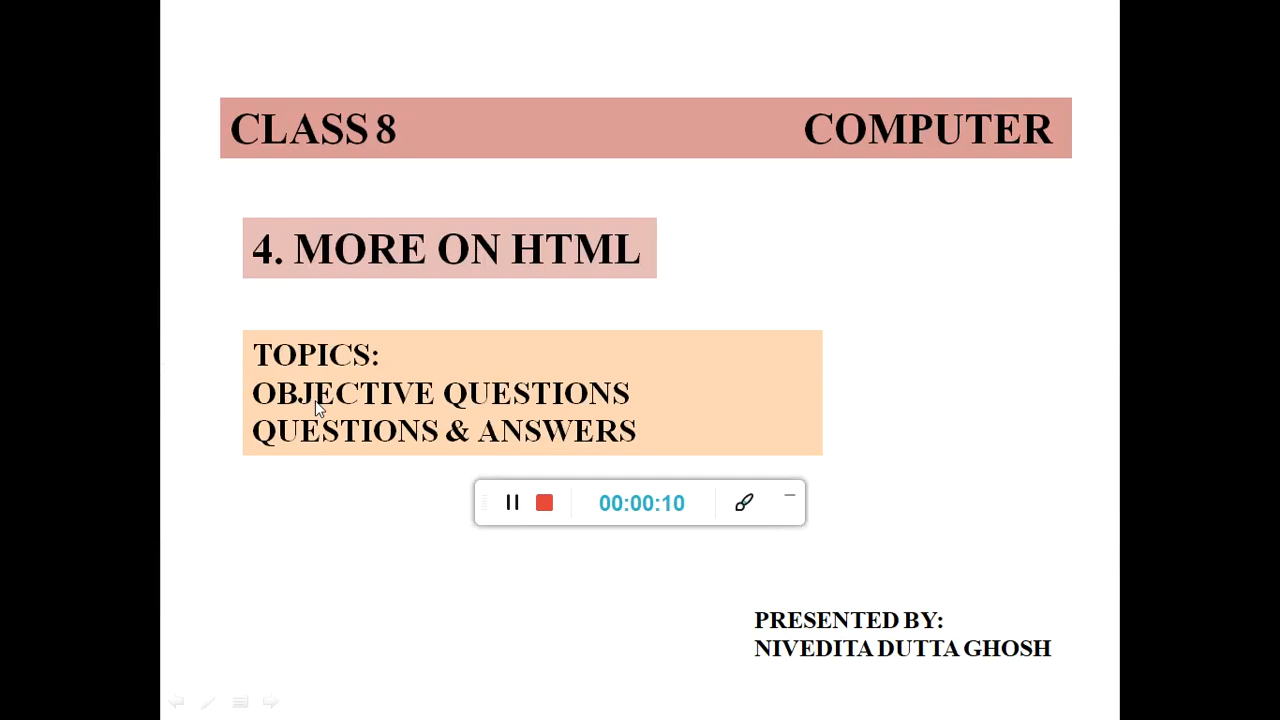 CLASS 8 COMPUTER
4. MORE ON HTML
TOPICS:
OBJECTIVE QUESTIONS
QUESTIONS & ANSWERS
00:00:10
PRESENTED BY:
NIVEDITA DUTTA GHOSH